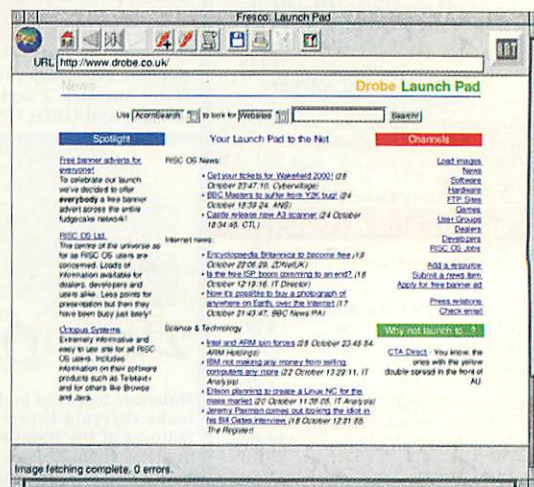 Fresco: Launch Pad
URL http://www.drobe.co.uk/
News
Drobe Launch Pad
Use AcornSearch to look for Websites Search!
Spotlight
Free banner adverts for
everyone!
To celebrate our launch
we've decided to offer
everybody a free banner
advert across the entire
fudgecake network!
RISC OS Ltd.
The centre of the universe as
far as RISC OS users are
concerned. Loads of
information available for
dealers, developers and
users alike. Less points for
presentation but then they
have been busy just lately!
Octopus Systems
Extremely informative and
easy to use site for all RISC
OS users. Includes
information on their software
products such as Teletext+
and for others like Browse
and Java.
Your Launch Pad to the Net
RISC OS News:
Get your tickets for Wakefield 2000! (28
October 23:47:10, Cybervillage)
BBC Masters to suffer from Y2K bug! (24
October 18:39:24, ANS)
Castle release new A3 scanner (24 October
18:34:45, CTL)
Internet news:
Encyclopaedia Britannica to become free (19
October 22:06:29, ZDNetUK)
Is the free ISP boom comming to an end? (18
October 12:19:16, IT Director)
Now it's possible to buy a photograph of
anywhere on Earth, over the Internet (17
October 21:43:47, BBC News/PA)
Science & Technology
Intel and ARM join forces (28 October 23:48:54,
ARM Holdings)
IBM not making any money from selling
computers any more (22 October 13:29:11, IT
Analysis)
Ellison planning to create a Linux NC for the
mass market (20 October 11:38:05, IT Analysis)
Jeremy Paxman comes out looking the idiot in
his Bill Gates interview (18 October 12:21:55,
The Register)
Channels
Load images
News
Software
Hardware
FTP Sites
Games
User Groups
Dealers
Developers
RISC OS Jobs
Add a resource
Submit a news item
Apply for free banner ad
Press relations
Check email
Why not launch to...?
CTA Direct - You know, the
ones with the yellow
double spread in the front of
AU.
Image fetching complete, 0 errors.